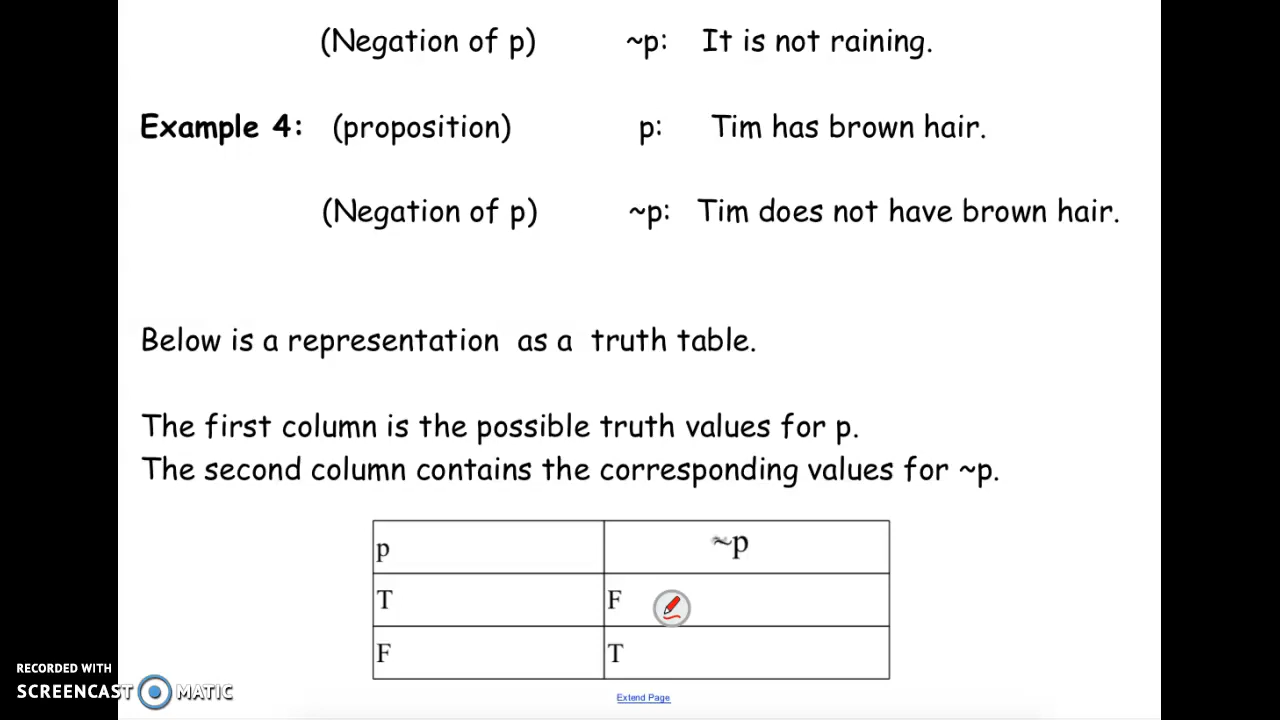 (Negation of p) ~p: It is not raining.
Example 4: (proposition) p: Tim has brown hair.
(Negation of p) ~p: Tim does not have brown hair.
Below is a representation as a truth table.
The first column is the possible truth values for p.
The second column contains the corresponding values for ~p.
p ~p
T F
F T
RECORDED WITH
SCREENCAST MATIC
Extend Page